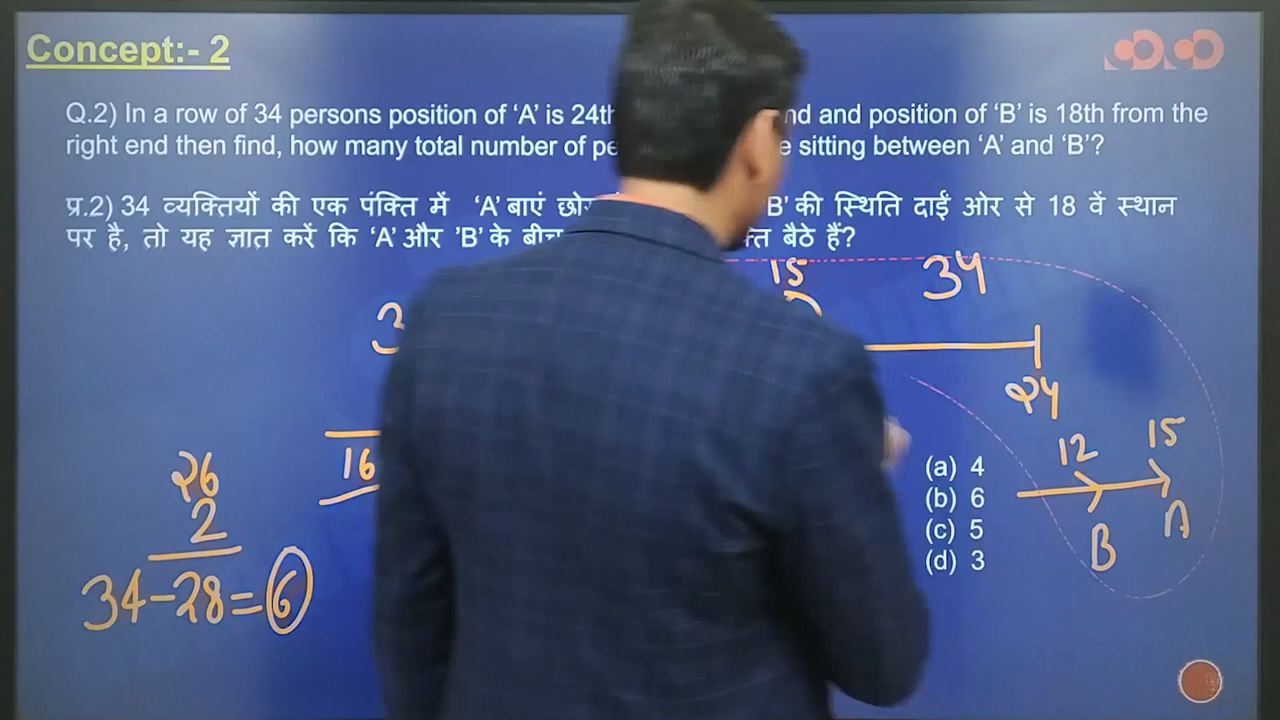 Concept:- 2
Q.2) In a row of 34 persons position of ‘A’ is 24th and position of ‘B’ is 18th from the
right end then find, how many total number of sitting between ‘A’ and ‘B’?
प्र.2) 34 व्यक्तियों की एक पंक्ति में ‘A’ बाएं B’ की स्थिति दाईं ओर से 18 वें स्थान
पर है, तो यह ज्ञात करें कि ‘A’ और ’B’ के बीच बैठे हैं?
15
34
24
16
26
2
34-28=6
(a) 4
(b) 6
(c) 5
(d) 3
12 15
B A